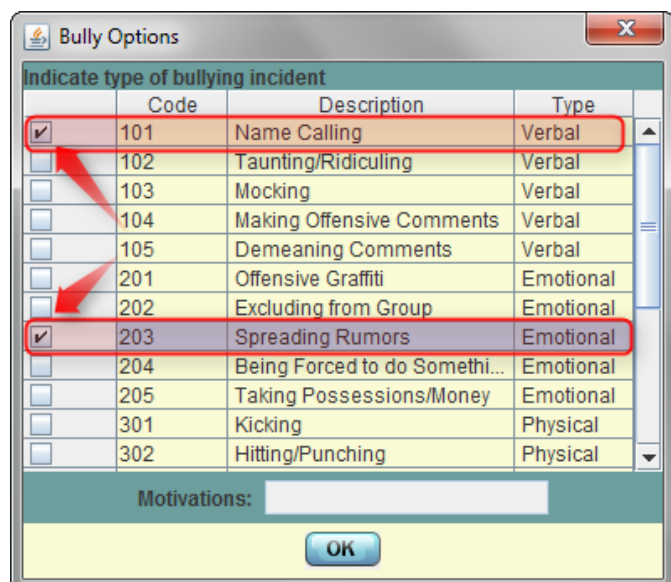 Bully Options
Indicate type of bullying incident
Code Description Type
101 Name Calling Verbal
102 Taunting/Ridiculing Verbal
103 Mocking Verbal
104 Making Offensive Comments Verbal
105 Demeaning Comments Verbal
201 Offensive Graffiti Emotional
202 Excluding from Group Emotional
203 Spreading Rumors Emotional
204 Being Forced to do Somethi... Emotional
205 Taking Possessions/Money Emotional
301 Kicking Physical
302 Hitting/Punching Physical
Motivations:
OK